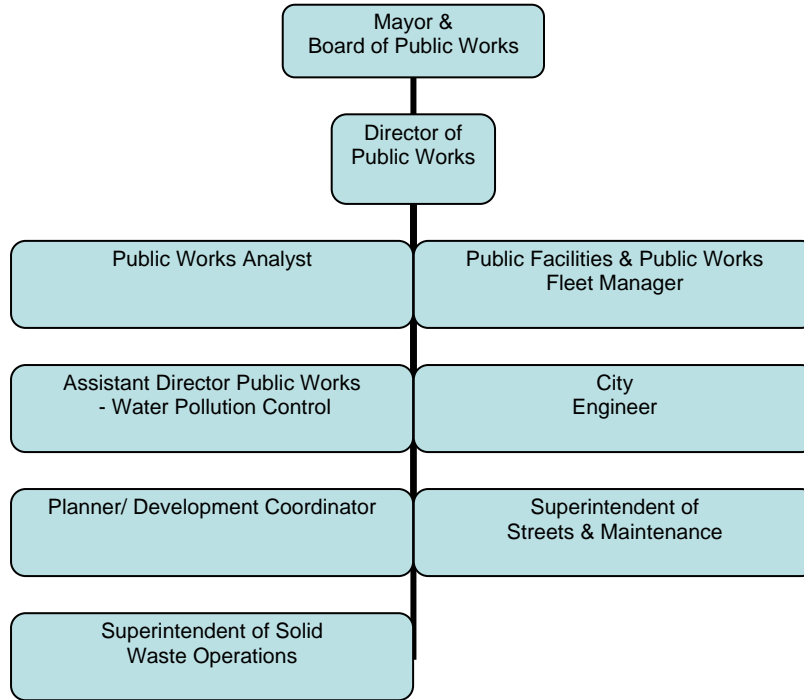 Mayor &
Board of Public Works
Director of
Public Works
Public Works Analyst
Public Facilities & Public Works
Fleet Manager
Assistant Director Public Works
- Water Pollution Control
City
Engineer
Planner/ Development Coordinator
Superintendent of
Streets & Maintenance
Superintendent of Solid
Waste Operations